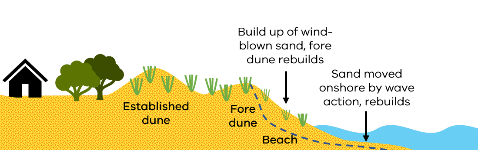 Build up of wind-
blown sand, fore
dune rebuilds
Sand moved
onshore by wave
action, rebuilds
Established
dune
Fore
dune
Beach